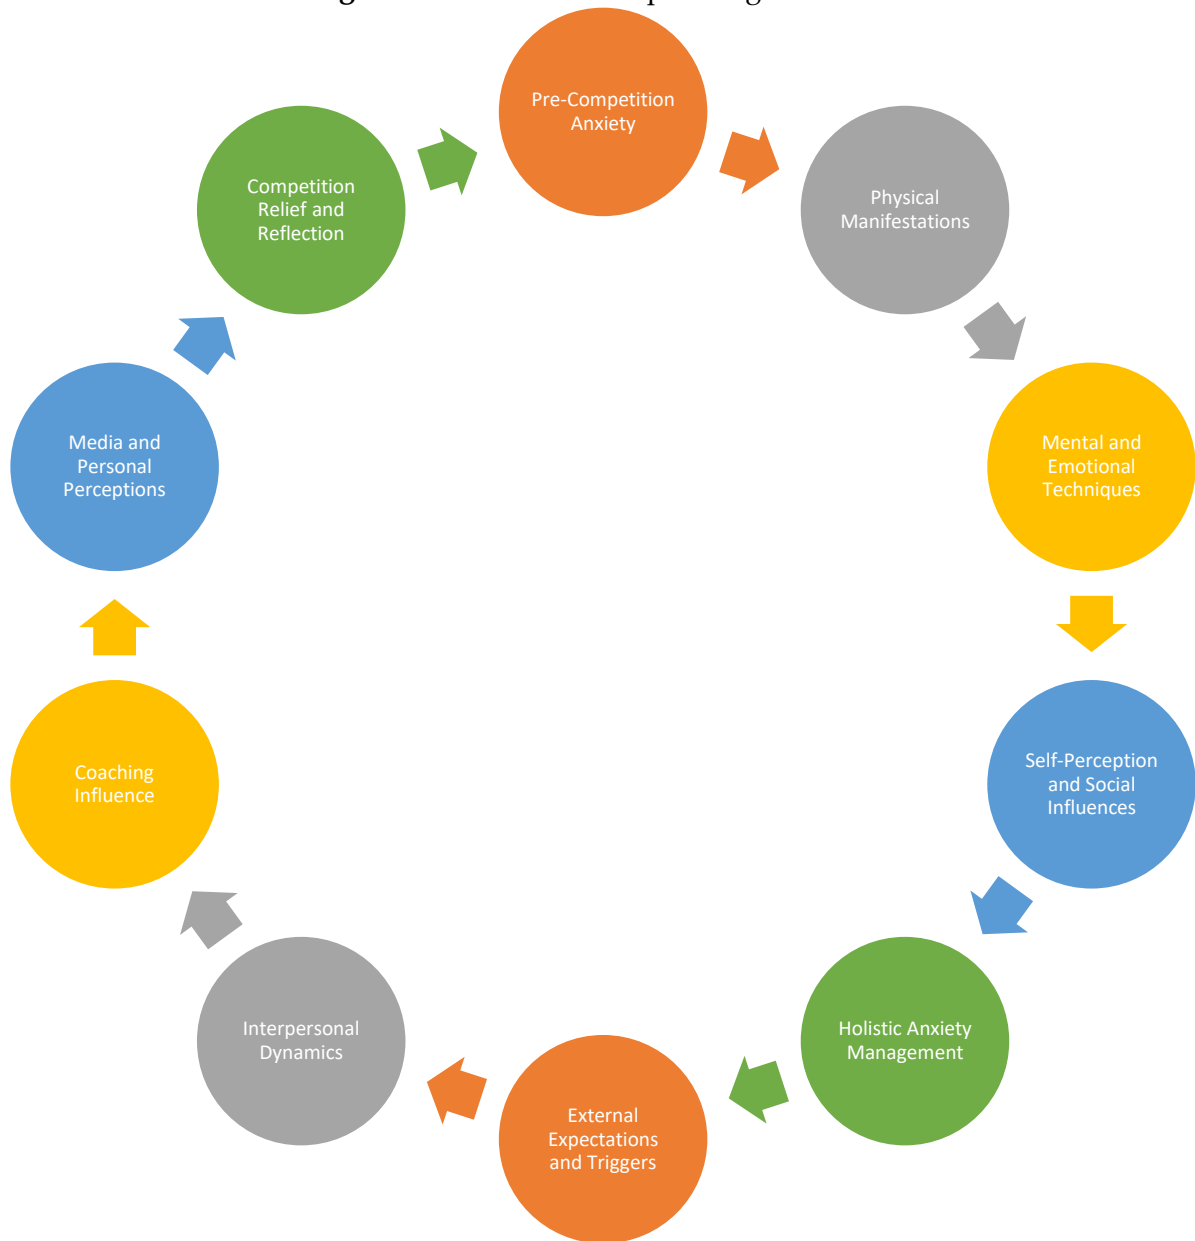 Pre-Competition
Anxiety
Physical
Manifestations
Mental and
Emotional
Techniques
Self-Perception
and Social
Influences
Holistic Anxiety
Management
External
Expectations
and Triggers
Interpersonal
Dynamics
Coaching
Influence
Media and
Personal
Perceptions
Competition
Relief and
Reflection